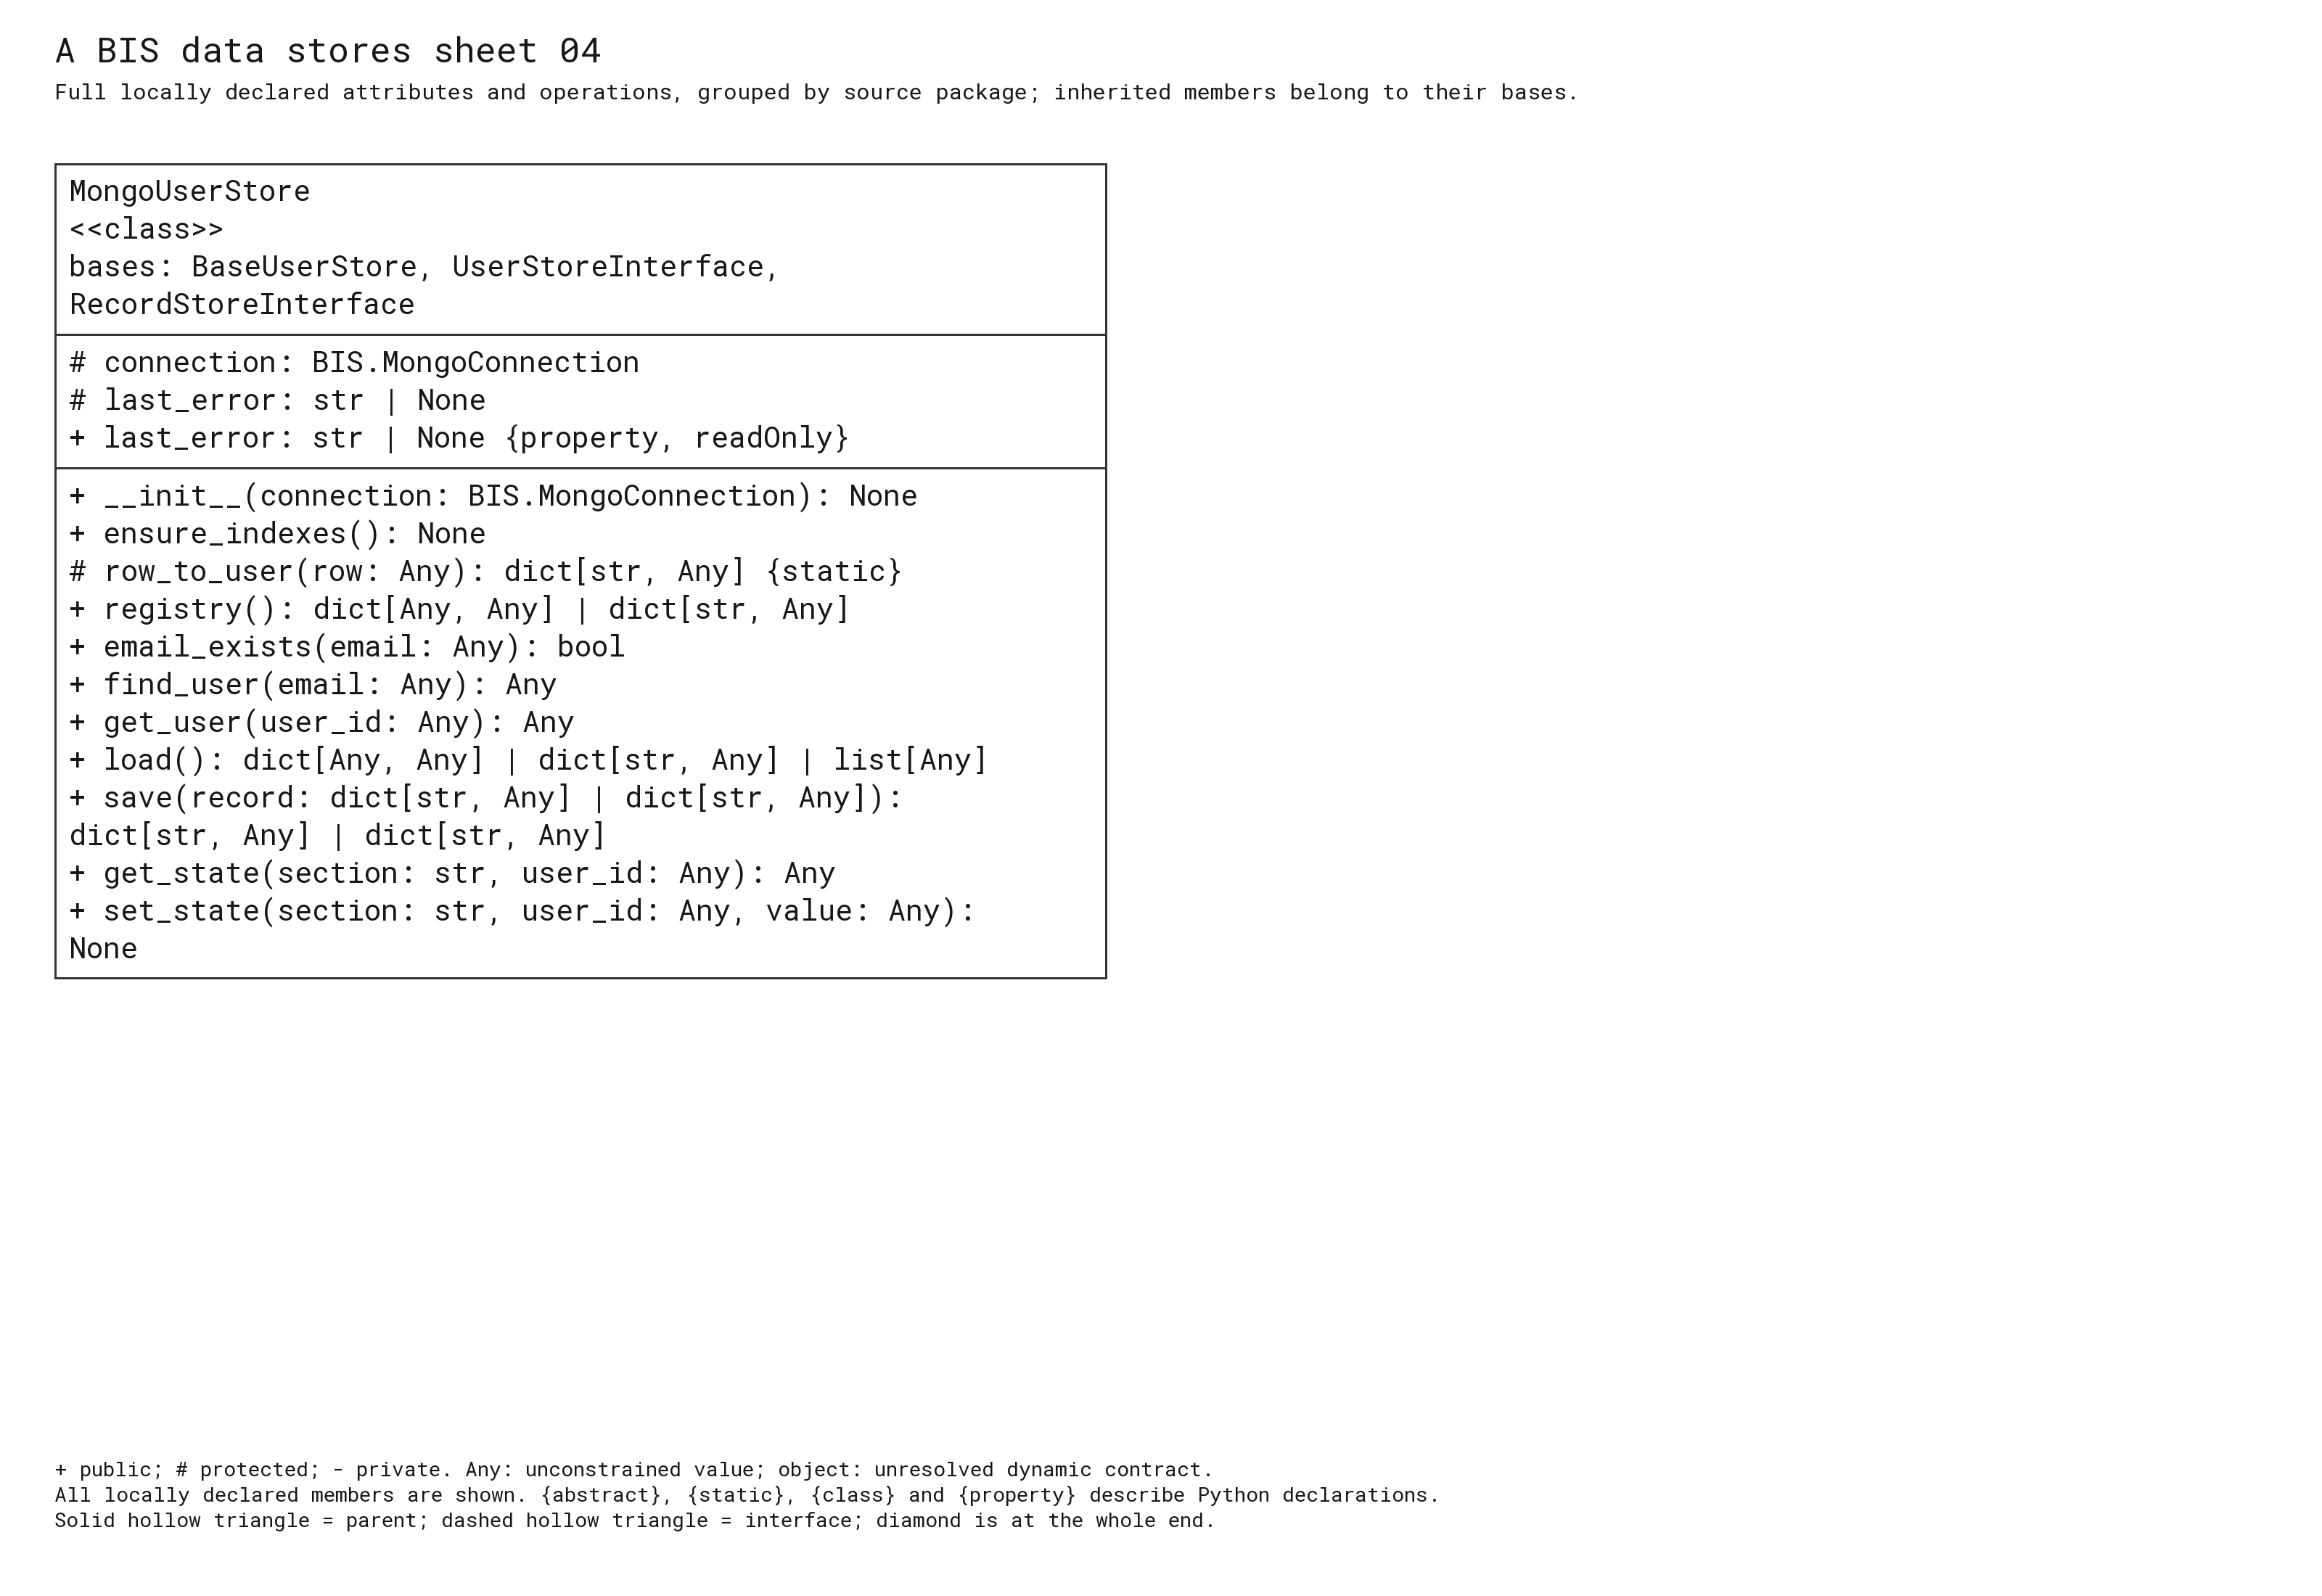 A BIS data stores sheet 04
Full locally declared attributes and operations, grouped by source package; inherited members belong to their bases.
MongoUserStore
<<class>>
bases: BaseUserStore, UserStoreInterface,
RecordStoreInterface
# connection: BIS.MongoConnection
# last_error: str | None
+ last_error: str | None {property, readOnly}
+ __init__(connection: BIS.MongoConnection): None
+ ensure_indexes(): None
# row_to_user(row: Any): dict[str, Any] {static}
+ registry(): dict[Any, Any] | dict[str, Any]
+ email_exists(email: Any): bool
+ find_user(email: Any): Any
+ get_user(user_id: Any): Any
+ load(): dict[Any, Any] | dict[str, Any] | list[Any]
+ save(record: dict[str, Any] | dict[str, Any]):
dict[str, Any] | dict[str, Any]
+ get_state(section: str, user_id: Any): Any
+ set_state(section: str, user_id: Any, value: Any):
None
+ public; # protected; - private. Any: unconstrained value; object: unresolved dynamic contract.
All locally declared members are shown. {abstract}, {static}, {class} and {property} describe Python declarations.
Solid hollow triangle = parent; dashed hollow triangle = interface; diamond is at the whole end.